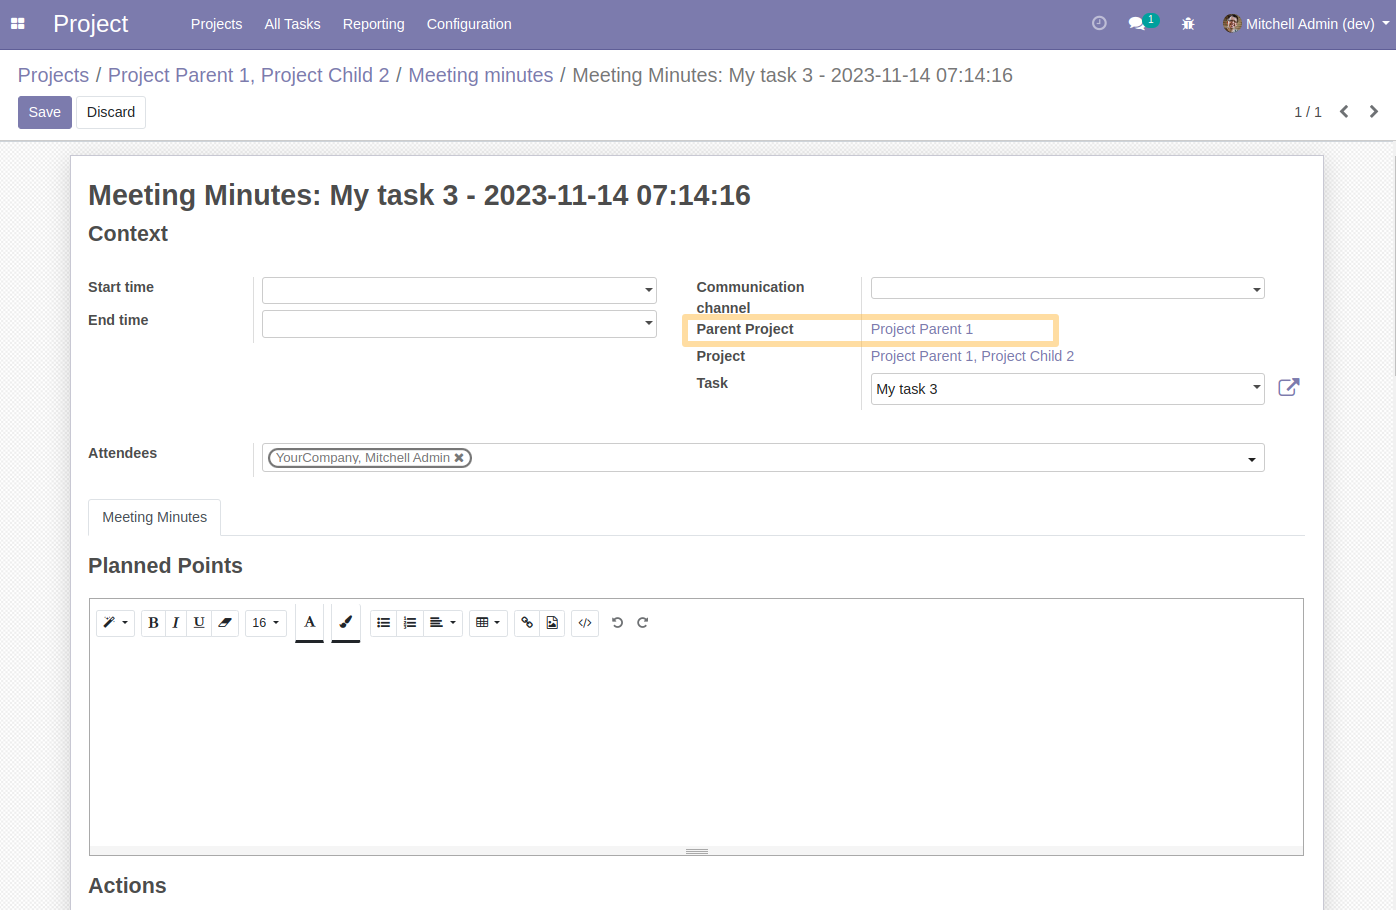 Project Projects All Tasks Reporting Configuration 1 Mitchell Admin (dev)
Projects / Project Parent 1, Project Child 2 / Meeting minutes / Meeting Minutes: My task 3 - 2023-11-14 07:14:16
Save Discard 1 / 1
Meeting Minutes: My task 3 - 2023-11-14 07:14:16
Context
Start time
End time
Communication
channel
Parent Project Project Parent 1
Project Project Parent 1, Project Child 2
Task My task 3
Attendees YourCompany, Mitchell Admin
Meeting Minutes
Planned Points
B I U 16 A </>
Actions